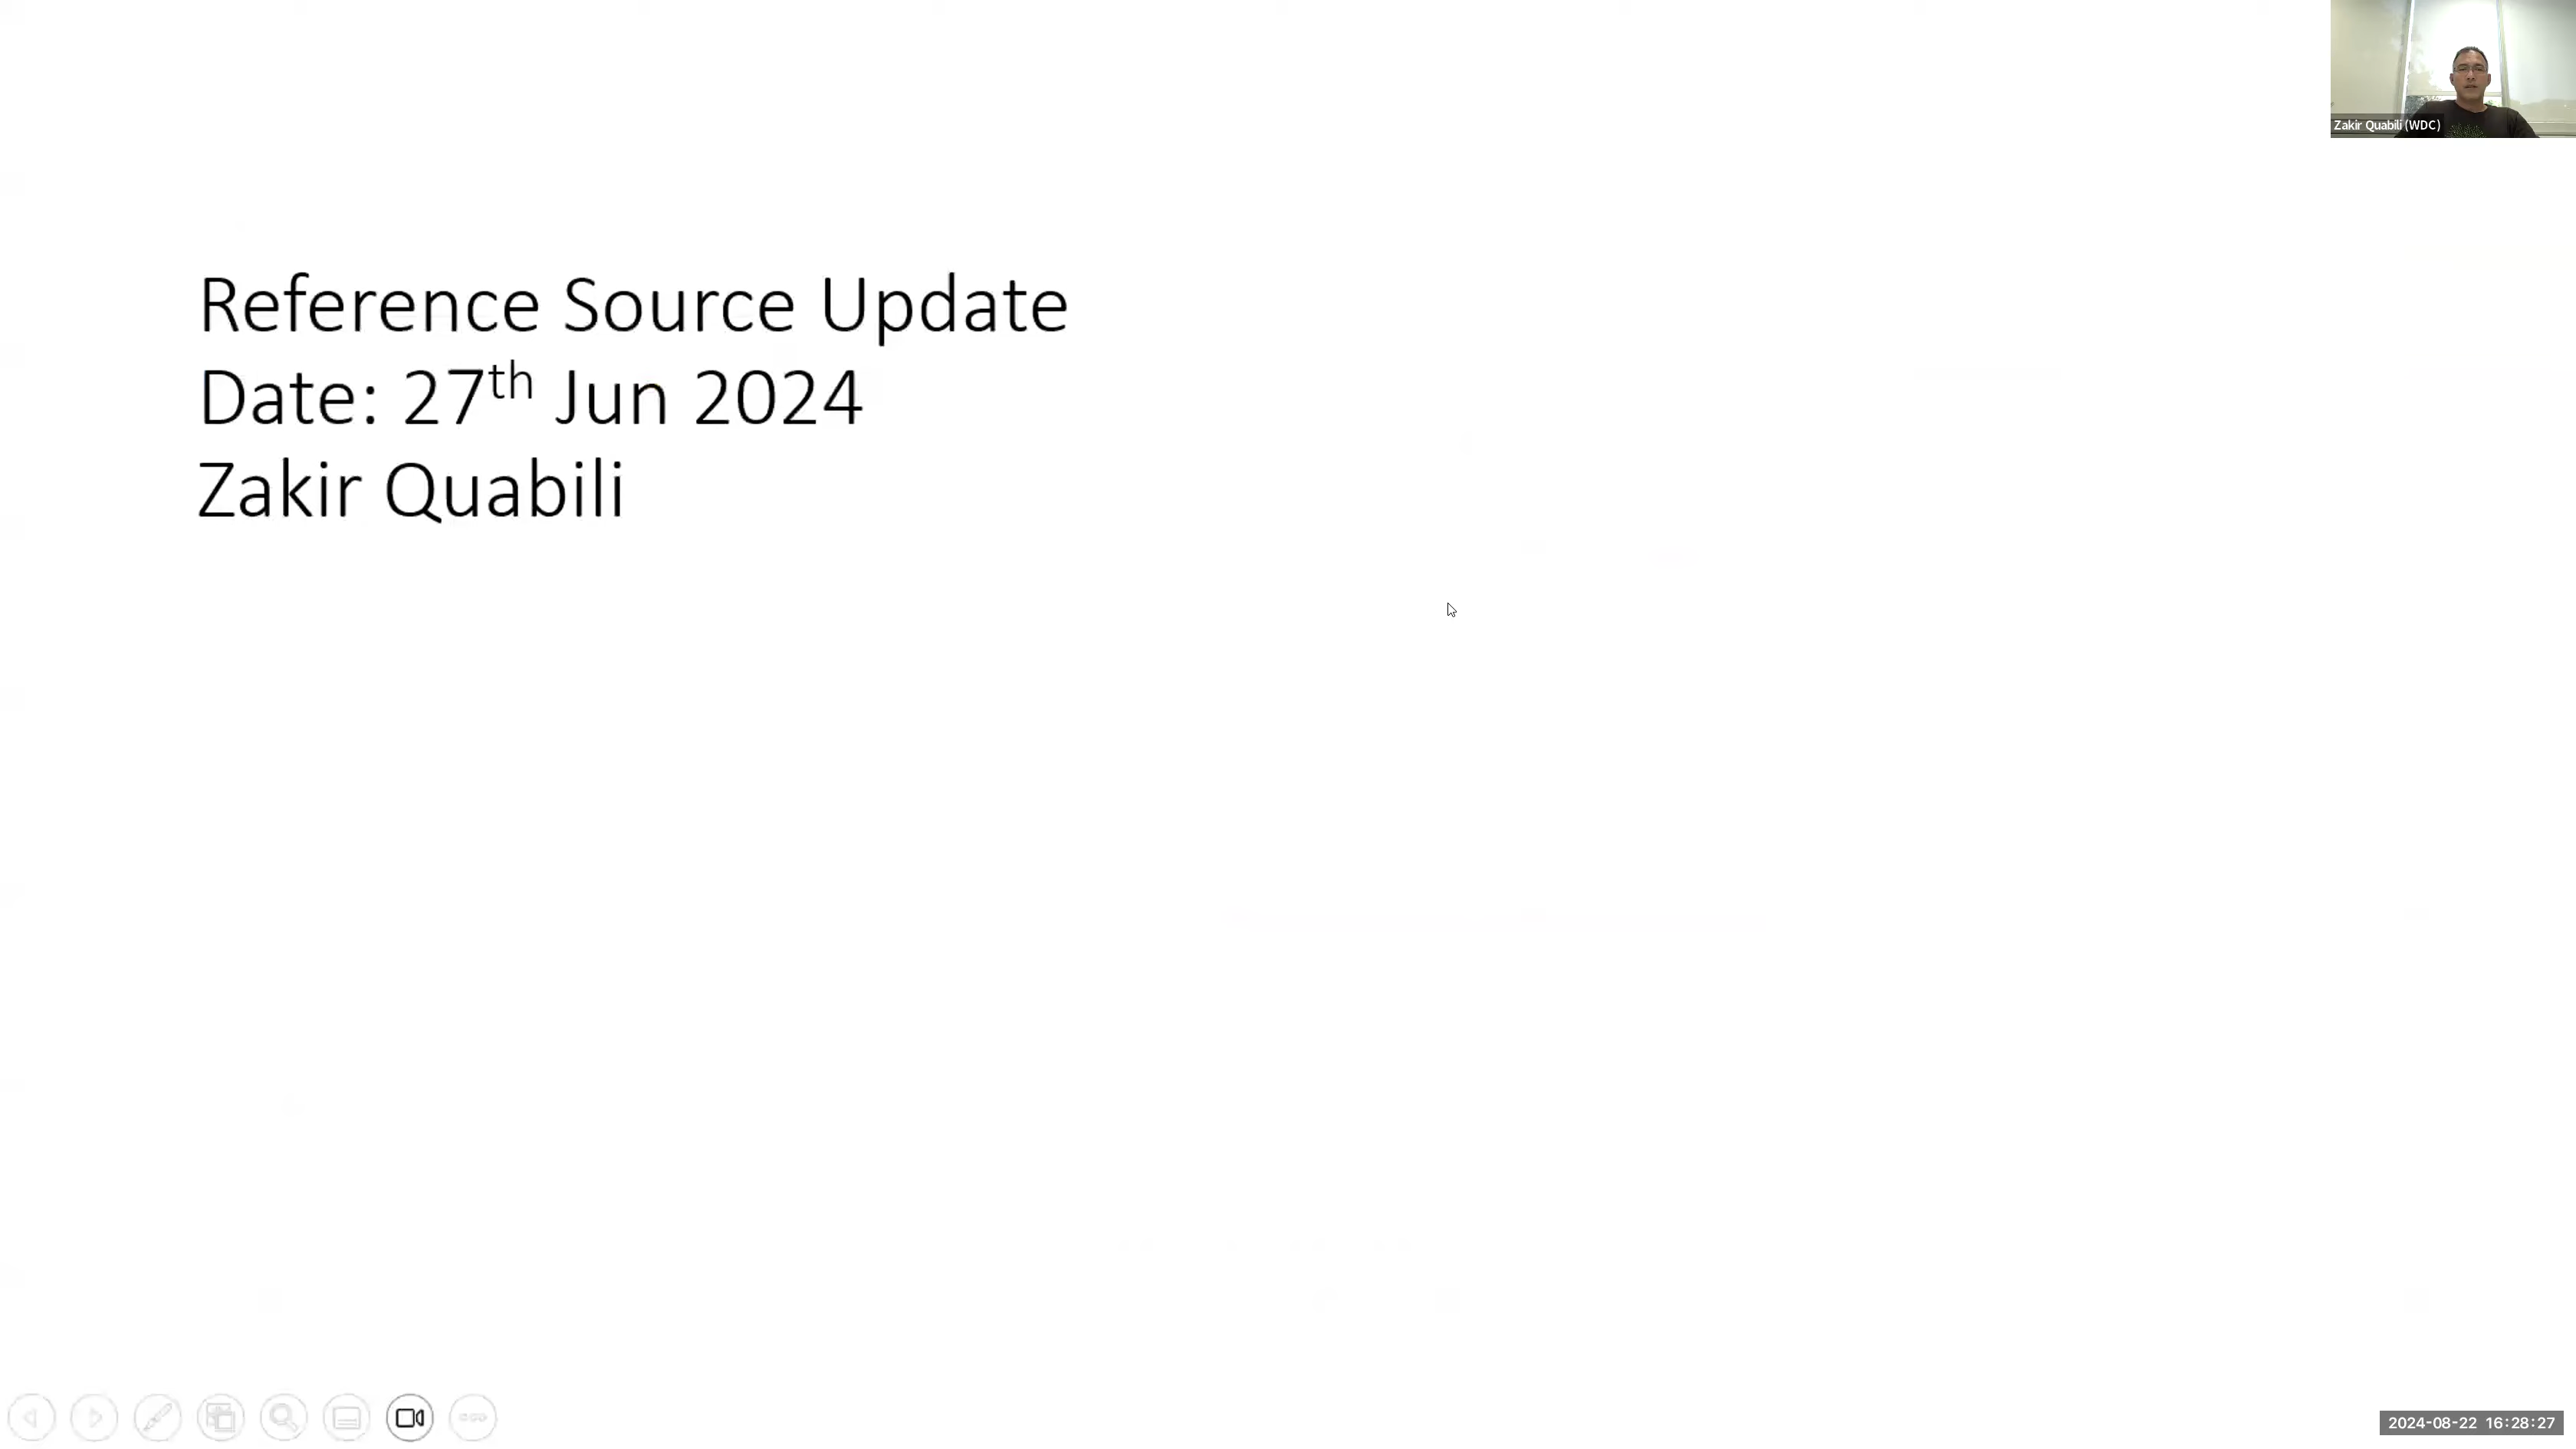 Zakir Quabili (WDC)
Reference Source Update
Date: 27th Jun 2024
Zakir Quabili
2024-08-22 16:28:27